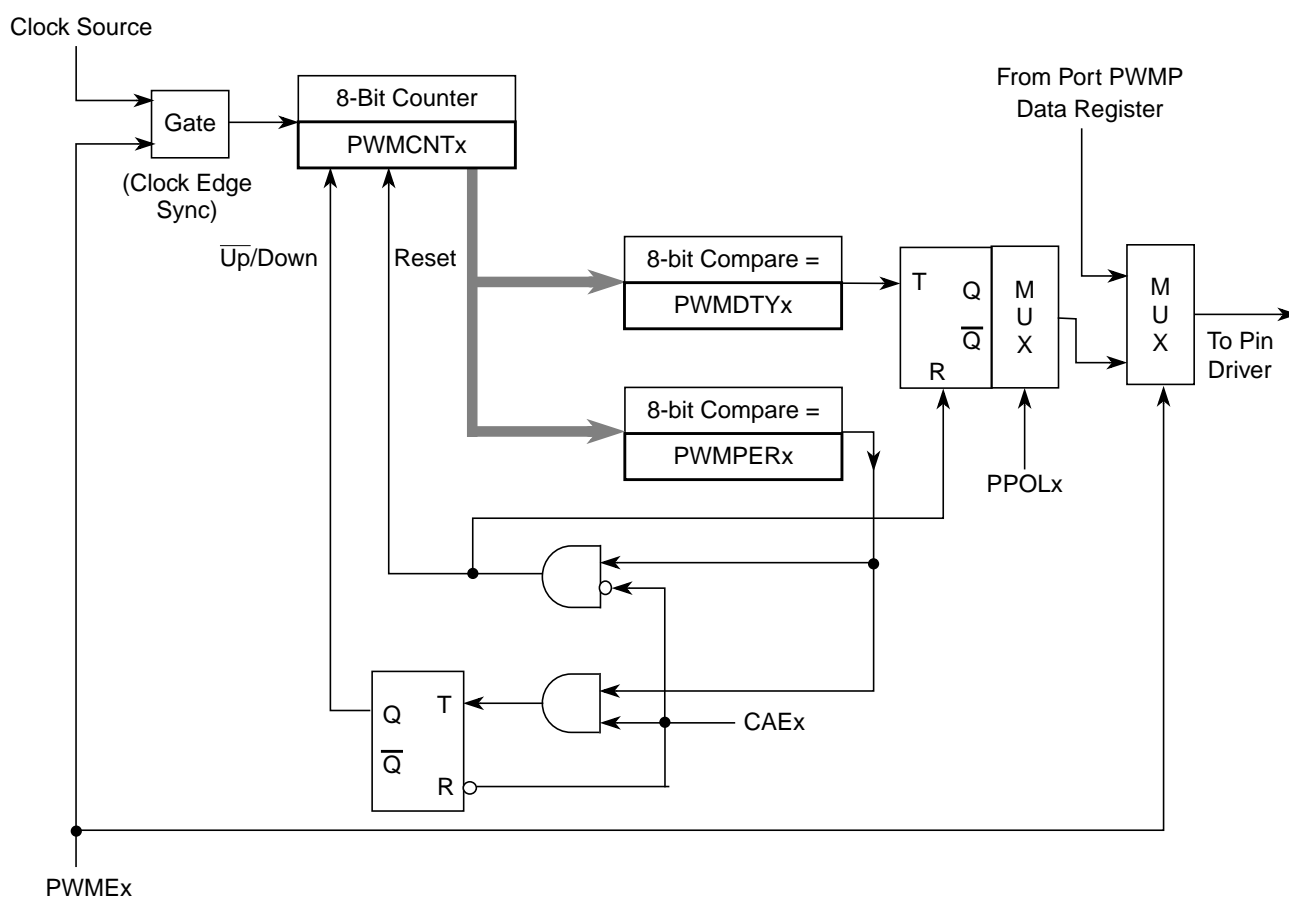 Clock Source
From Port PWMP
Data Register
8-Bit Counter
Gate
PWMCNTx
(Clock Edge
Sync)
U̅p̅/Down
Reset
8-bit Compare =
PWMDTYx
T
Q
Q̅
R
M
U
X
M
U
X
To Pin
Driver
8-bit Compare =
PWMPERx
PPOLx
Q
T
Q̅
R
CAEx
PWMEx